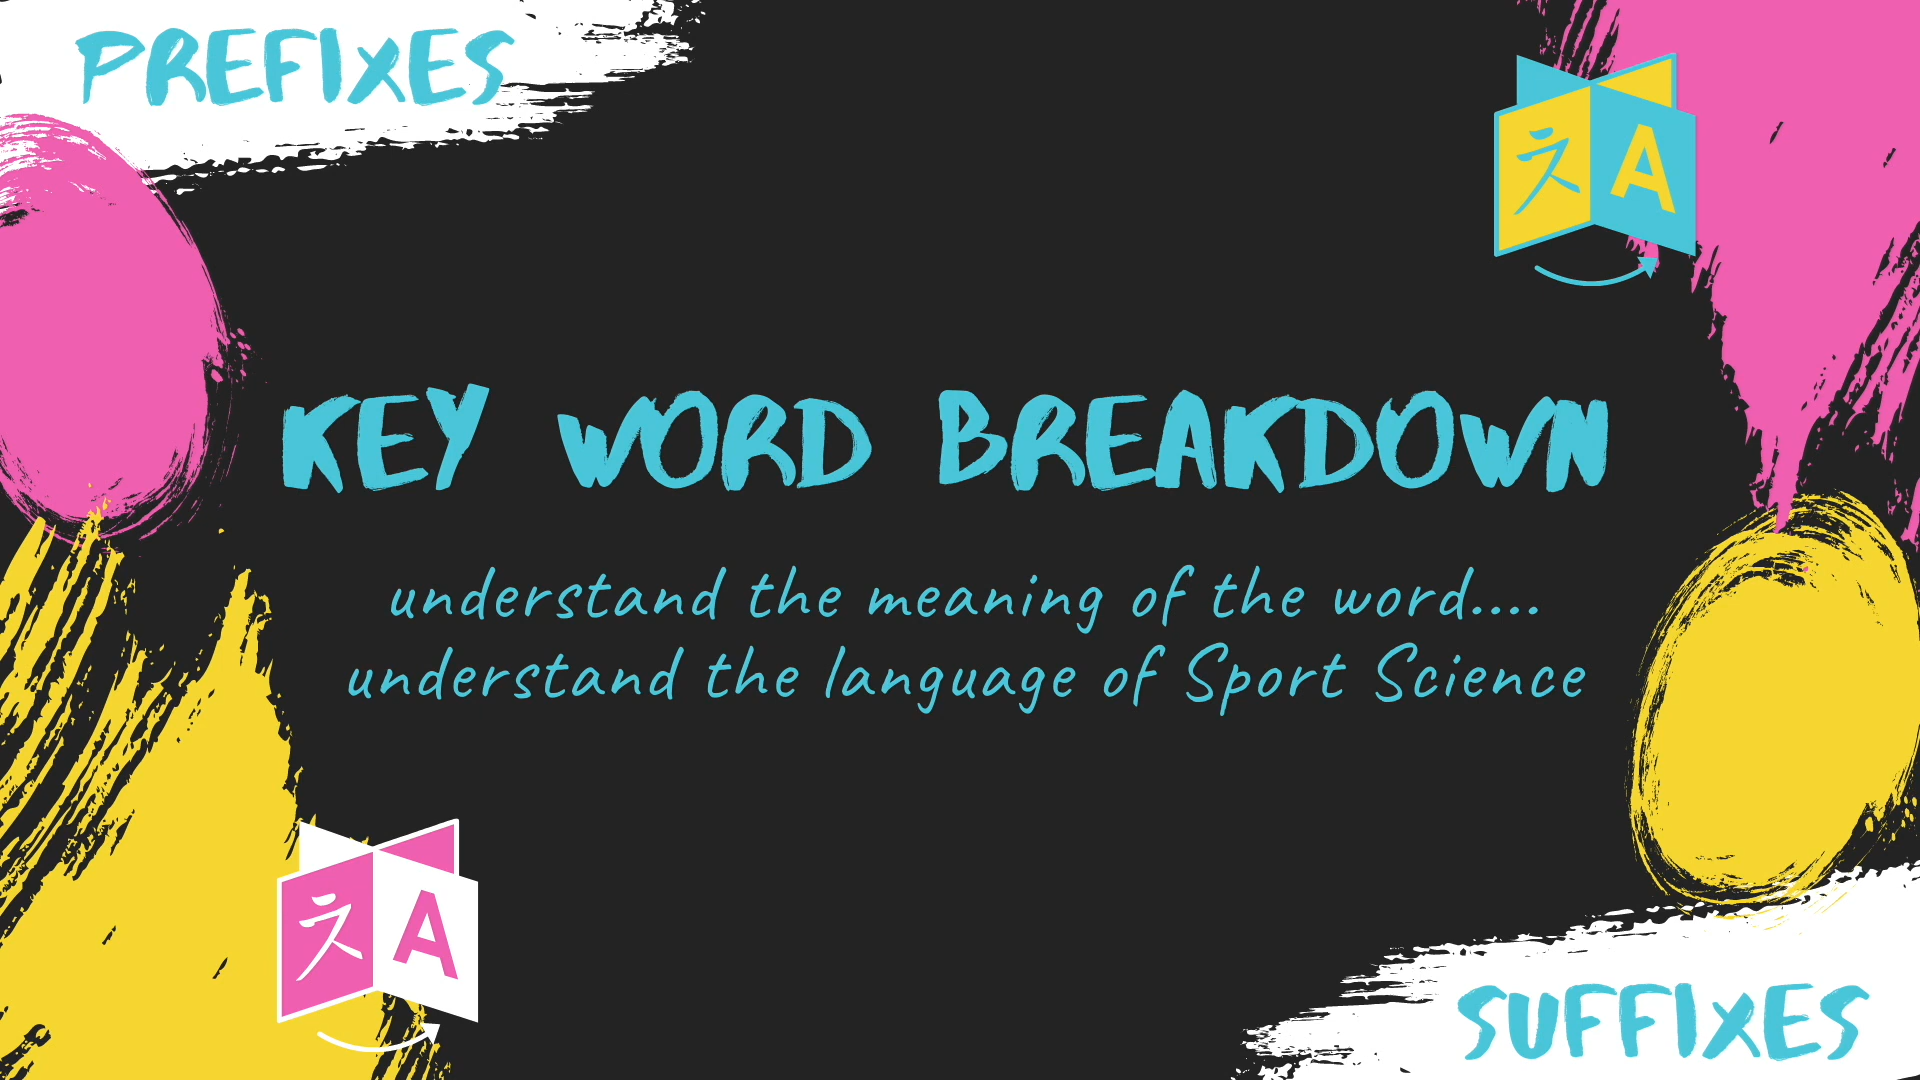 PREFIXES
A
KEY WORD BREAKDOWN
understand the meaning of the word....
understand the language of Sport Science
A
SUFFIXES